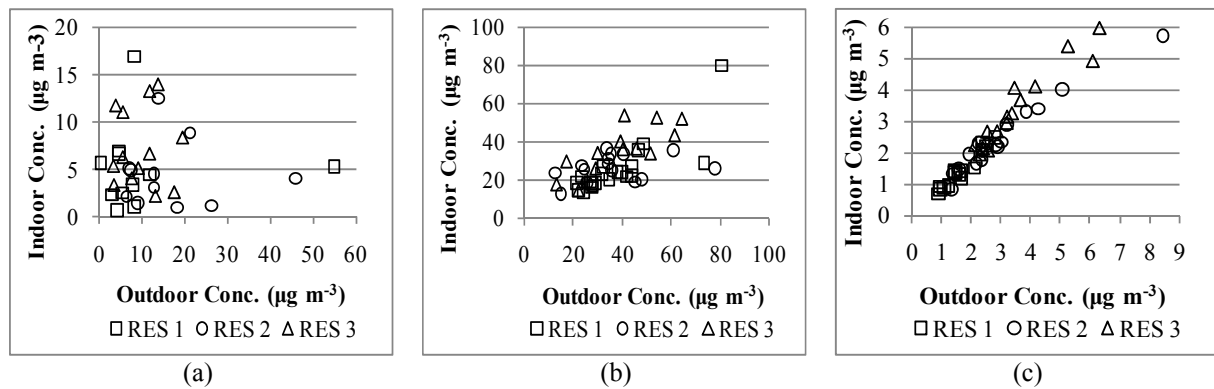 Indoor Conc. (µg m-3)
20
15
10
5
0
0 20 40 60
Outdoor Conc. (µg m-3)
RES 1 RES 2 RES 3
(a)
Indoor Conc. (µg m-3)
100
80
60
40
20
0
0 20 40 60 80 100
Outdoor Conc. (µg m-3)
RES 1 RES 2 RES 3
(b)
Indoor Conc. (µg m-3)
6
5
4
3
2
1
0
0 1 2 3 4 5 6 7 8 9
Outdoor Conc. (µg m-3)
RES 1 RES 2 RES 3
(c)